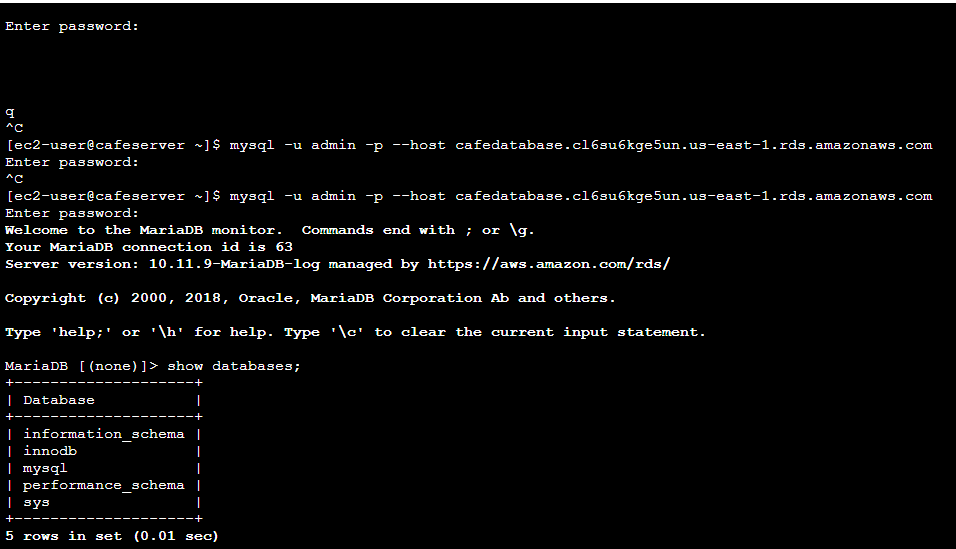 Enter password:
q
^C
[ec2-user@cafeserver ~]$ mysql -u admin -p --host cafedatabase.cl6su6kge5un.us-east-1.rds.amazonaws.com
Enter password:
^C
[ec2-user@cafeserver ~]$ mysql -u admin -p --host cafedatabase.cl6su6kge5un.us-east-1.rds.amazonaws.com
Enter password:
Welcome to the MariaDB monitor.  Commands end with ; or \g.
Your MariaDB connection id is 63
Server version: 10.11.9-MariaDB-log managed by https://aws.amazon.com/rds/
Copyright (c) 2000, 2018, Oracle, MariaDB Corporation Ab and others.
Type 'help;' or '\h' for help. Type '\c' to clear the current input statement.
MariaDB [(none)]> show databases;
+--------------------+
| Database           |
+--------------------+
| information_schema |
| innodb             |
| mysql              |
| performance_schema |
| sys                |
+--------------------+
5 rows in set (0.01 sec)